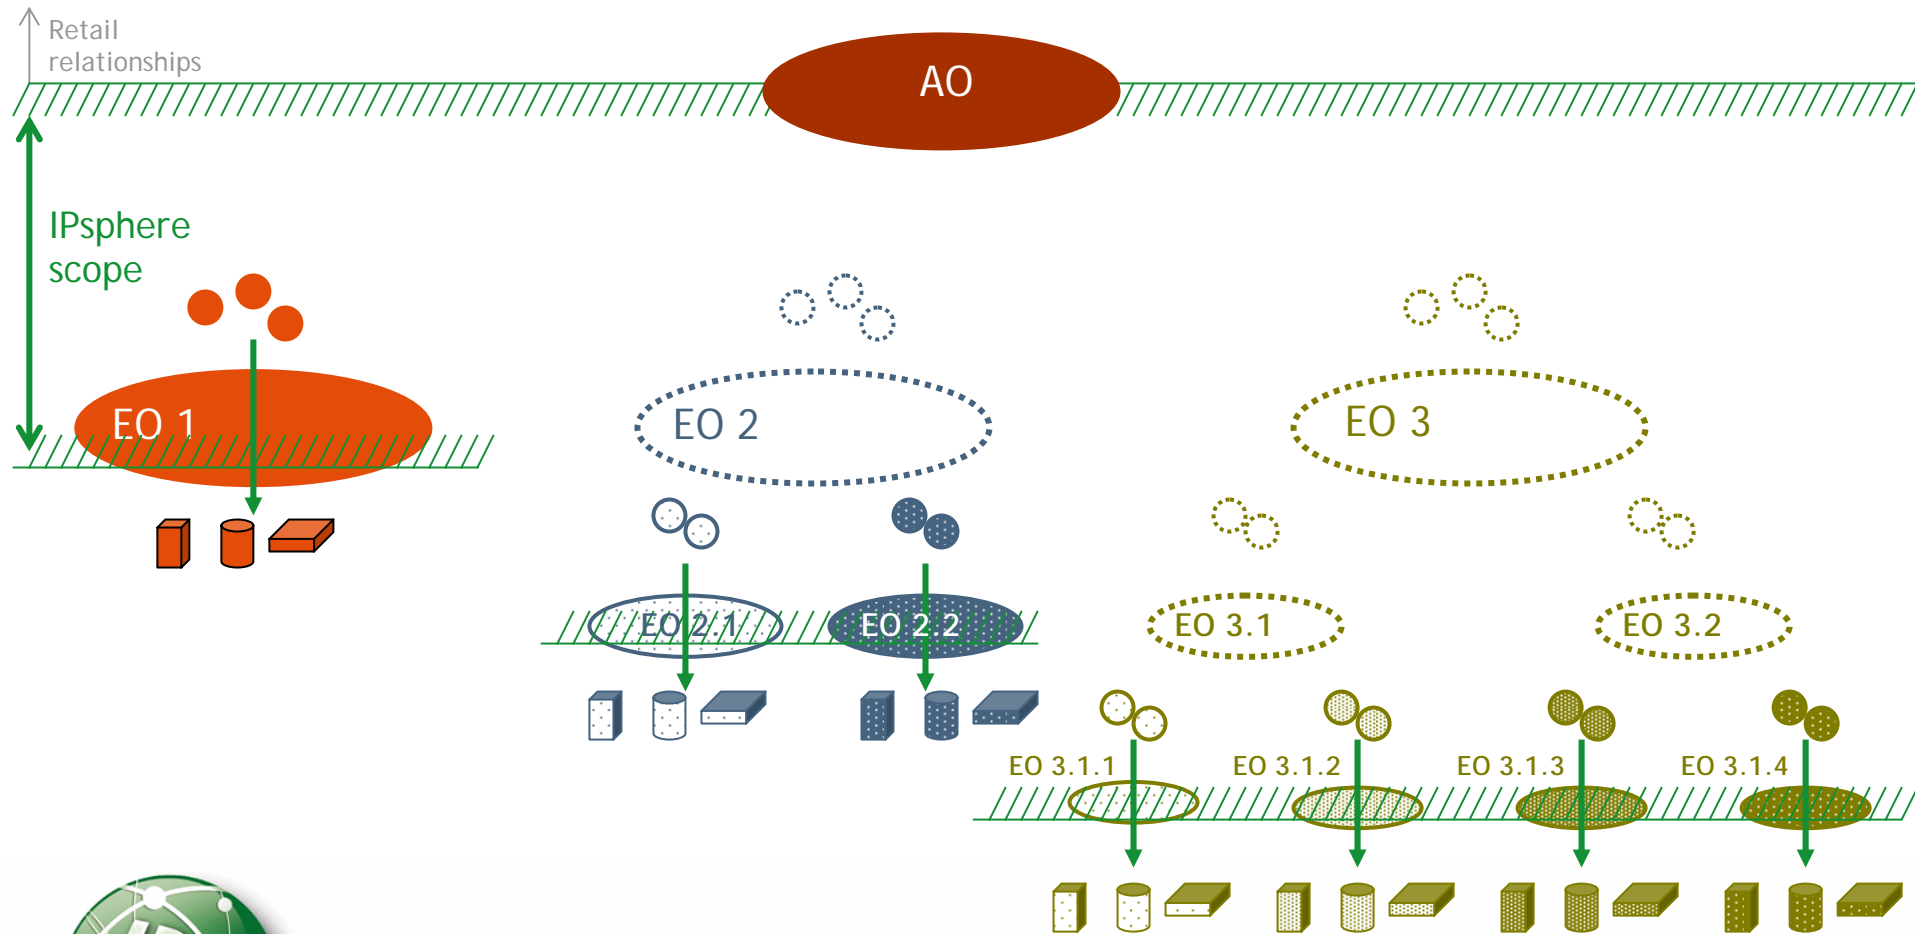 Retail
relationships
AO
IPsphere
scope
EO 1
EO 2
EO 3
EO 2.1
EO 2.2
EO 3.1
EO 3.2
EO 3.1.1
EO 3.1.2
EO 3.1.3
EO 3.1.4